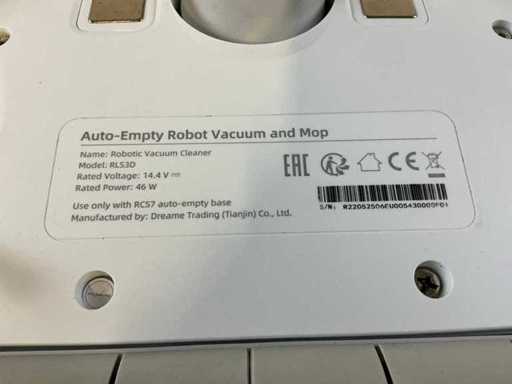 Auto-Empty Robot Vacuum and Mop
Name: Robotic Vacuum Cleaner
Model: RLS3D
Rated Voltage: 14.4 V⎓
Rated Power: 46 W
Use only with RCS7 auto-empty base
Manufactured by: Dreame Trading (Tianjin) Co., Ltd.
EAC CE
S/N: R22052506EU00543000SF01